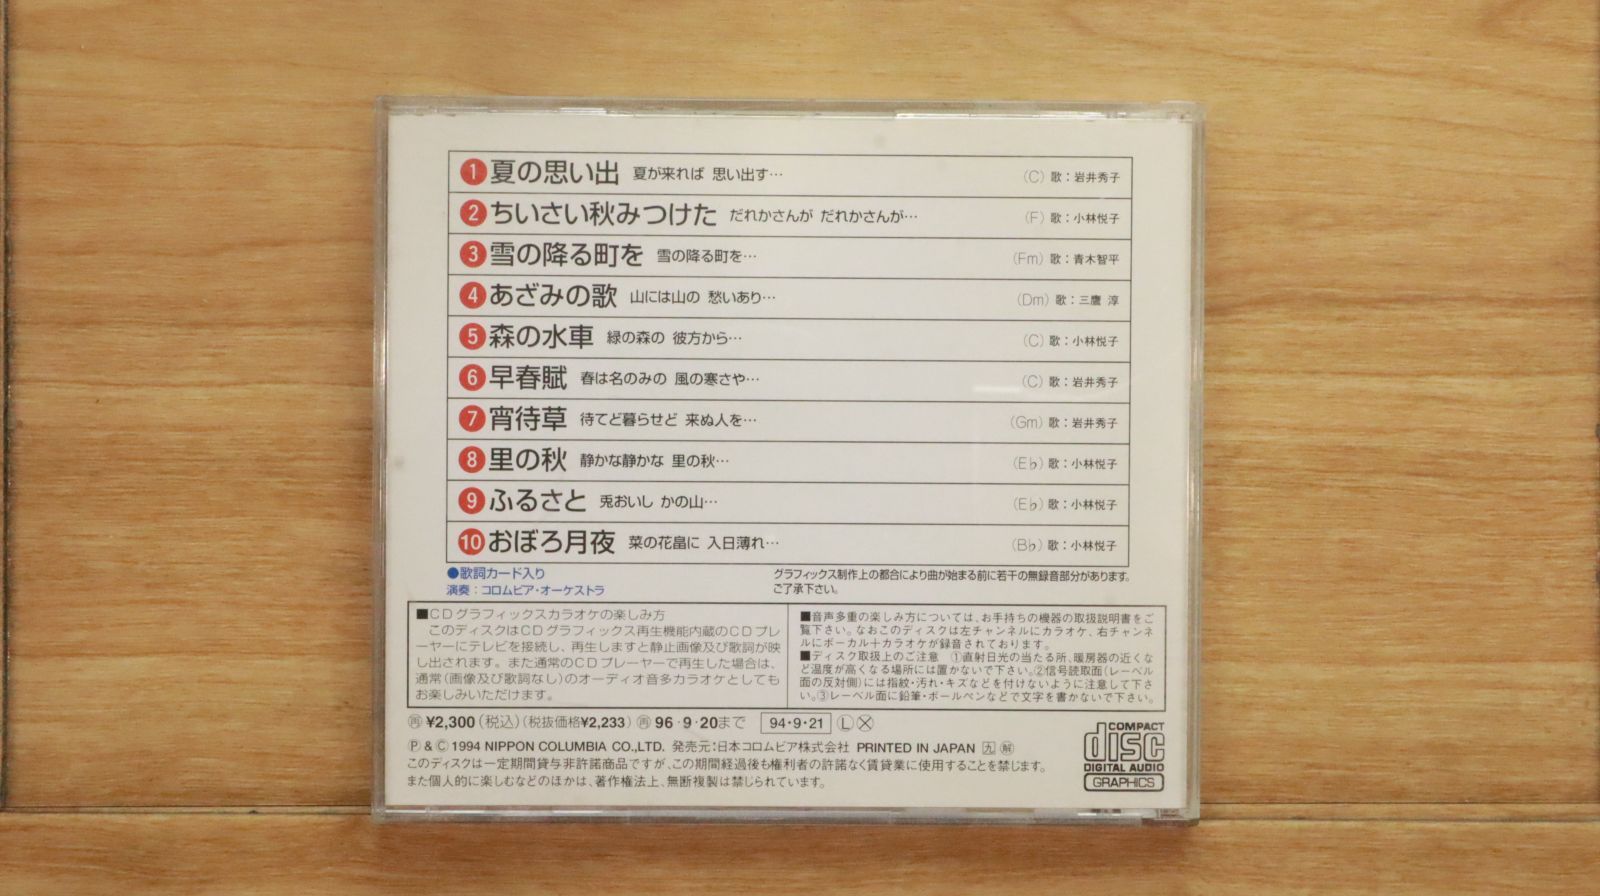 1 夏の思い出 夏が来れば 思い出す… (C) 歌：岩井秀子
2 ちいさい秋みつけた だれかさんが だれかさんが… (F) 歌：小林悦子
3 雪の降る町を 雪の降る町を… (Fm) 歌：青木智平
4 あざみの歌 山には山の 愁いあり… (Dm) 歌：三鷹 淳
5 森の水車 緑の森の 彼方から… (C) 歌：小林悦子
6 早春賦 春は名のみの 風の寒さや… (C) 歌：岩井秀子
7 宵待草 待てど暮らせど 来ぬ人を… (Gm) 歌：岩井秀子
8 里の秋 静かな静かな 里の秋… (E♭) 歌：小林悦子
9 ふるさと 兎おいし かの山… (E♭) 歌：小林悦子
10 おぼろ月夜 菜の花畠に 入日薄れ… (B♭) 歌：小林悦子
●歌詞カード入り
演奏：コロムビア・オーケストラ
グラフィックス制作上の都合により曲が始まる前に若干の無録音部分があります。
ご了承下さい。
■CDグラフィックスカラオケの楽しみ方
このディスクはCDグラフィックス再生機能内蔵のCDプレ
ーヤーにテレビを接続し、再生しますと静止画像及び歌詞が映
し出されます。また通常のCDプレーヤーで再生した場合は、
通常(画像及び歌詞なし)のオーディオ音多カラオケとしても
お楽しみいただけます。
■音声多重の楽しみ方については、お手持ちの機器の取扱説明書をご
覧下さい。なおこのディスクは左チャンネルにカラオケ、右チャンネ
ルにボーカル＋カラオケが録音されております。
■ディスク取扱上のご注意 ①直射日光の当たる所、暖房器の近くな
ど温度が高くなる場所には置かないで下さい。②信号読取面(レーベル
面の反対側)には指紋・汚れ・キズなどを付けないように注意して下さ
い。③レーベル面に鉛筆・ボールペンなどで文字を書かないで下さい。
㋐¥2,300(税込)(税抜価格¥2,233) 再 96・9・20まで 94・9・21 Ⓛ Ⓧ
Ⓟ & Ⓒ 1994 NIPPON COLUMBIA CO.,LTD. 発売元：日本コロムビア株式会社 PRINTED IN JAPAN 九 解
このディスクは一定期間貸与非許諾商品ですが、この期間経過後も権利者の許諾なく賃貸業に使用することを禁じます。
また個人的に楽しむなどのほかは、著作権法上、無断複製は禁じられています。
COMPACT
disc
DIGITAL AUDIO
GRAPHICS